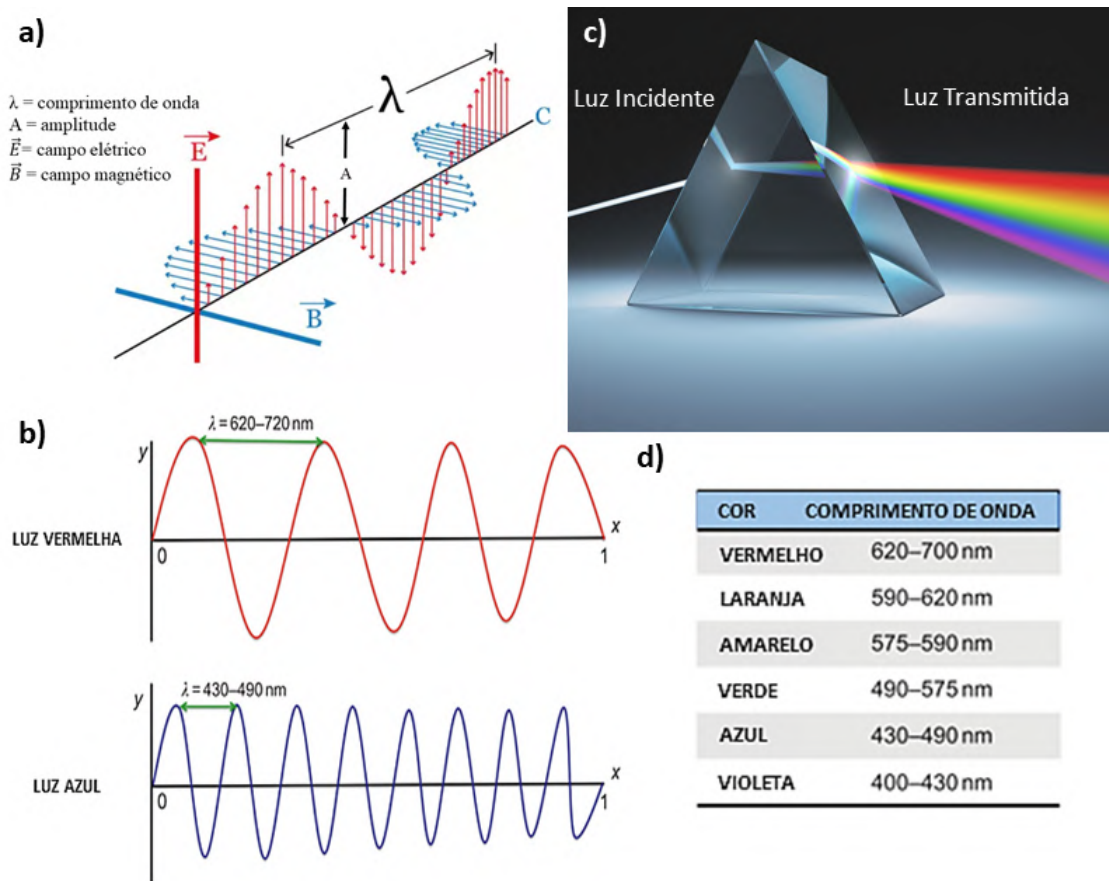 a)
λ = comprimento de onda
A = amplitude
E = campo elétrico
B = campo magnético
E
λ
A
C
B
c)
Luz Incidente
Luz Transmitida
b)
λ = 620–720 nm
y
LUZ VERMELHA
0
x
1
λ = 430–490 nm
y
LUZ AZUL
0
x
1
d)
COR COMPRIMENTO DE ONDA
VERMELHO 620–700 nm
LARANJA 590–620 nm
AMARELO 575–590 nm
VERDE 490–575 nm
AZUL 430–490 nm
VIOLETA 400–430 nm